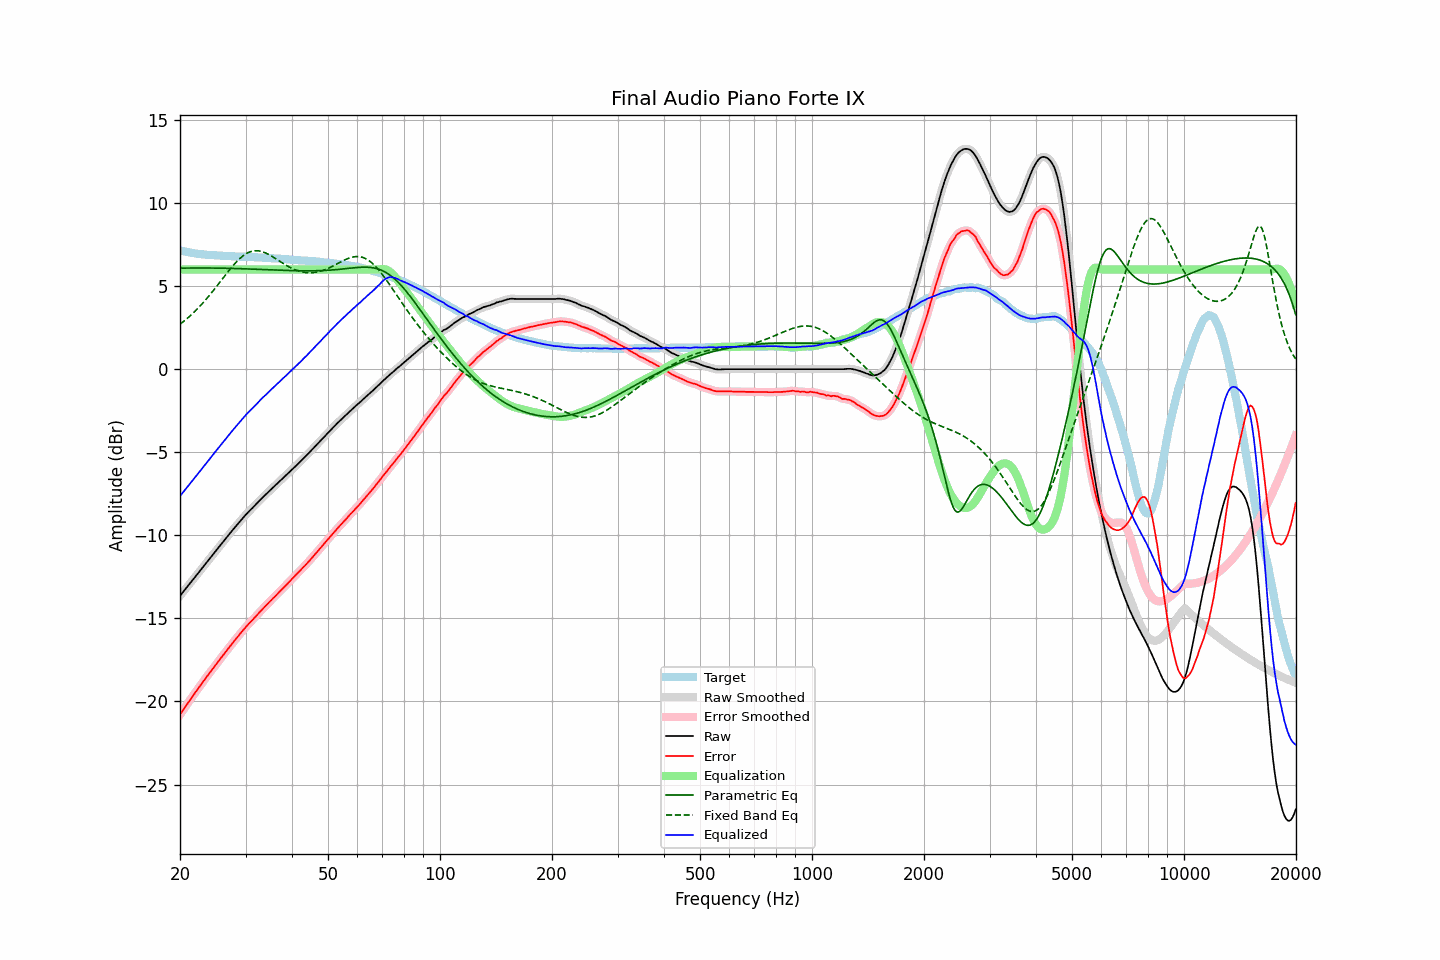 Final Audio Piano Forte IX
15
10
5
0
−5
−10
−15
−20
−25
Amplitude (dBr)
20
50
100
200
500
1000
2000
5000
10000
20000
Frequency (Hz)
Target
Raw Smoothed
Error Smoothed
Raw
Error
Equalization
Parametric Eq
Fixed Band Eq
Equalized